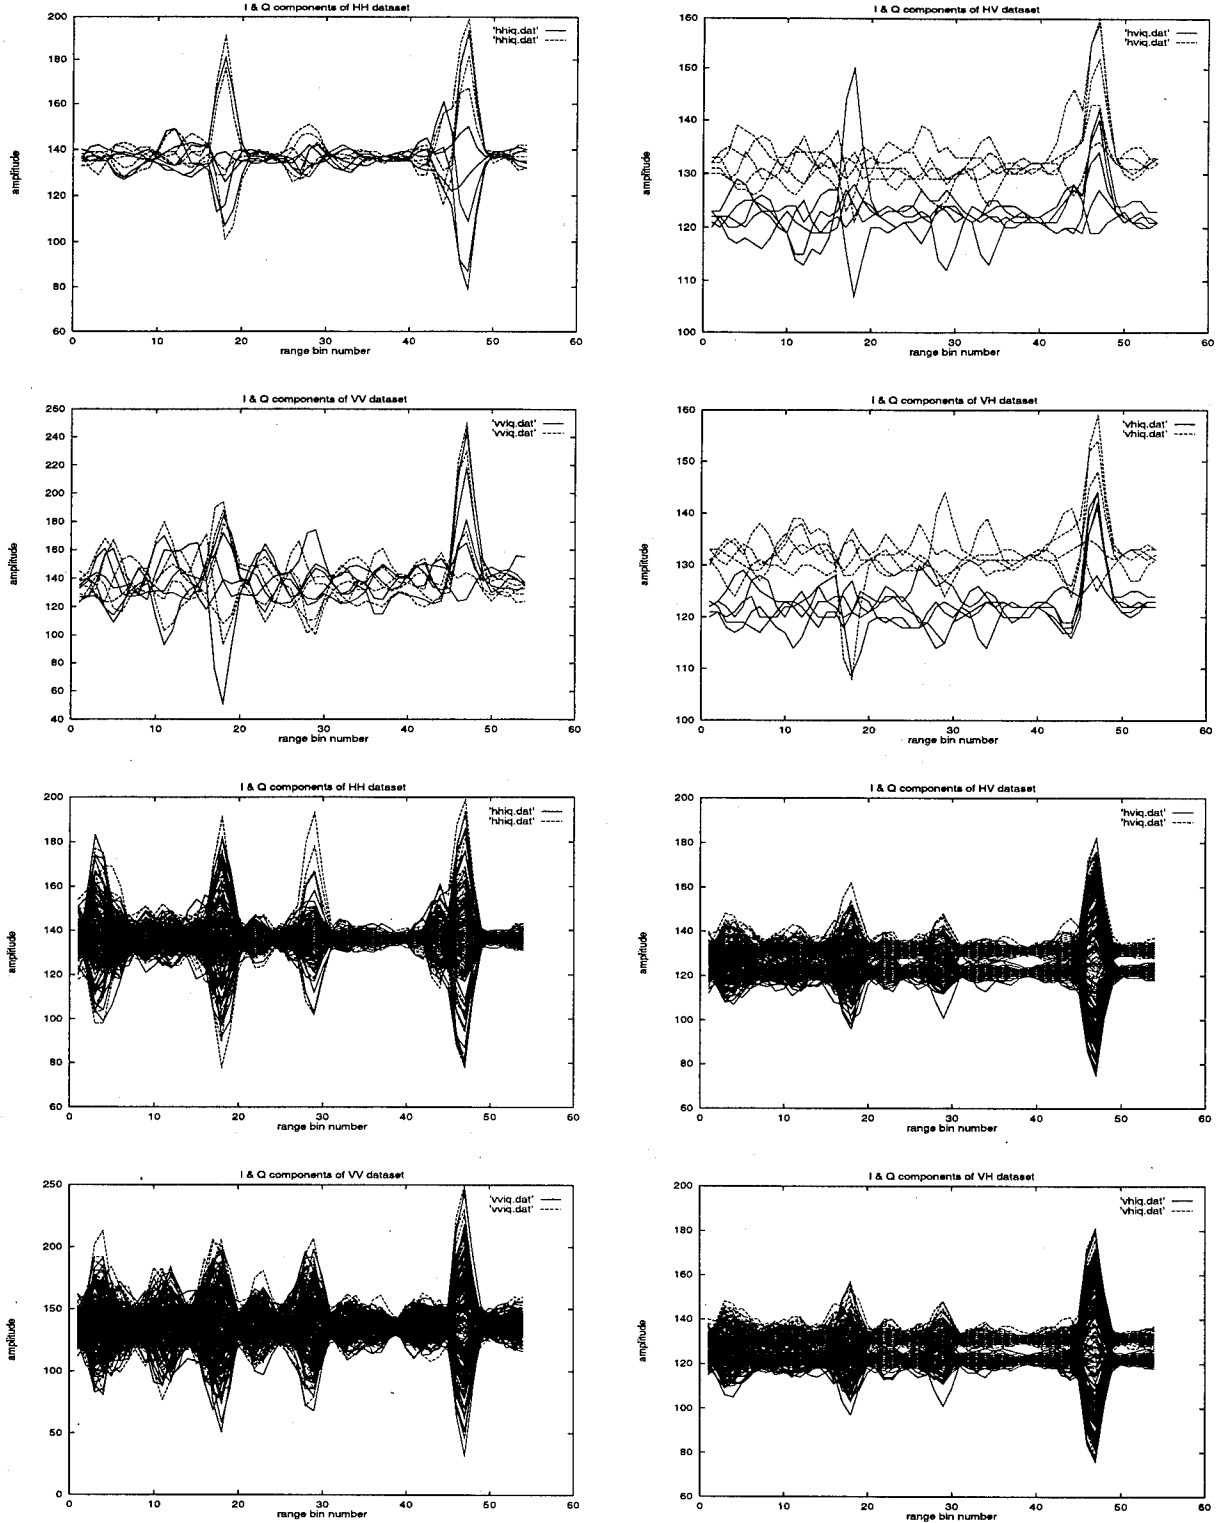 I & Q components of HH dataset
'hhiq.dat'
'hhiq.dat'
amplitude
200
180
160
140
120
100
80
60
0 10 20 30 40 50 60
range bin number
I & Q components of HV dataset
'hviq.dat'
'hviq.dat'
amplitude
160
150
140
130
120
110
100
0 10 20 30 40 50 60
range bin number
I & Q components of VV dataset
'vviq.dat'
'vviq.dat'
amplitude
260
240
220
200
180
160
140
120
100
80
60
40
0 10 20 30 40 50 60
range bin number
I & Q components of VH dataset
'vhiq.dat'
'vhiq.dat'
amplitude
160
150
140
130
120
110
100
0 10 20 30 40 50 60
range bin number
I & Q components of HH dataset
'hhiq.dat'
'hhiq.dat'
amplitude
200
180
160
140
120
100
80
60
0 10 20 30 40 50 60
range bin number
I & Q components of HV dataset
'hviq.dat'
'hviq.dat'
amplitude
200
180
160
140
120
100
80
60
0 10 20 30 40 50 60
range bin number
I & Q components of VV dataset
'vviq.dat'
'vviq.dat'
amplitude
250
200
150
100
50
0
0 10 20 30 40 50 60
range bin number
I & Q components of VH dataset
'vhiq.dat'
'vhiq.dat'
amplitude
200
180
160
140
120
100
80
60
0 10 20 30 40 50 60
range bin number